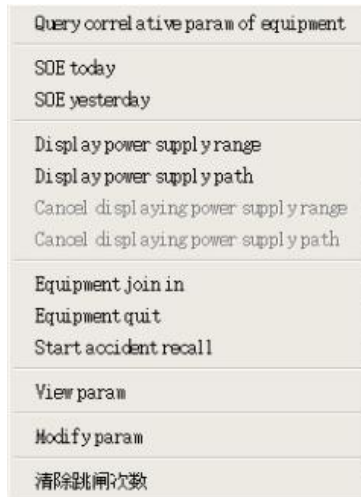 Query correlative param of equipment
SOE today
SOE yesterday
Display power supply range
Display power supply path
Cancel displaying power supply range
Cancel displaying power supply path
Equipment join in
Equipment quit
Start accident recall
View param
Modify param
清除跳闸次数